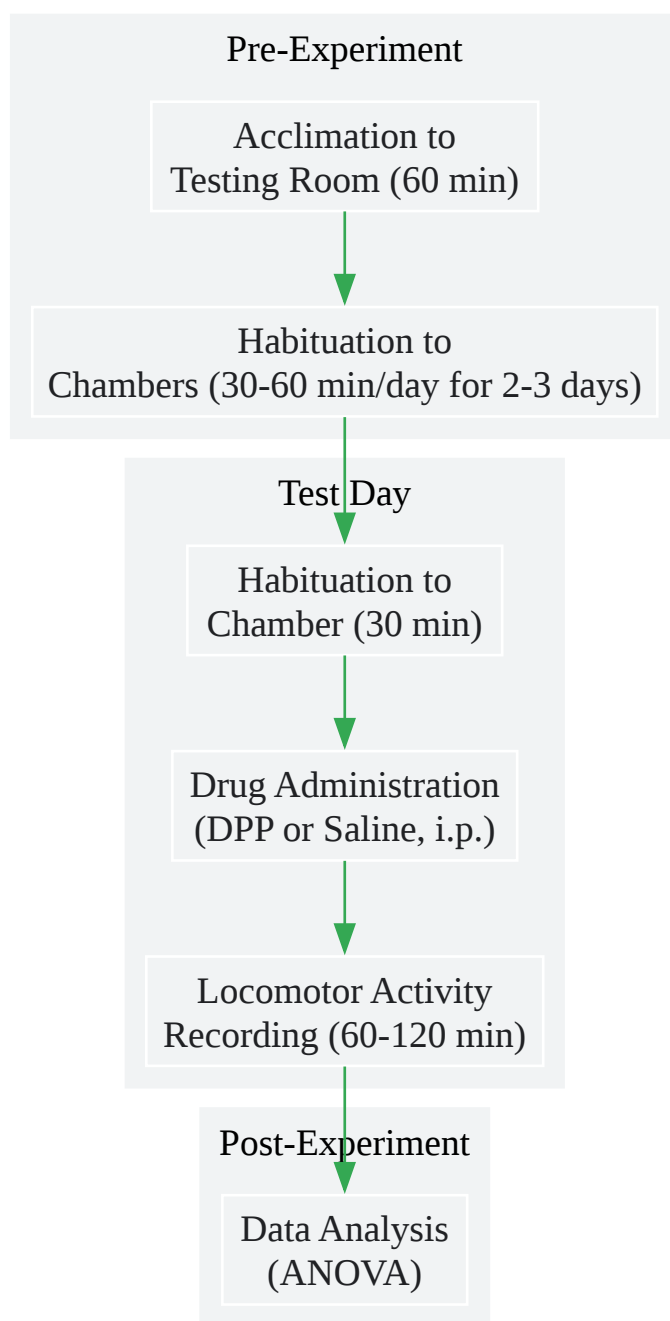 Pre-Experiment
Acclimation to
Testing Room (60 min)
Habituation to
Chambers (30-60 min/day for 2-3 days)
Test Day
Habituation to
Chamber (30 min)
Drug Administration
(DPP or Saline, i.p.)
Locomotor Activity
Recording (60-120 min)
Post-Experiment
Data Analysis
(ANOVA)